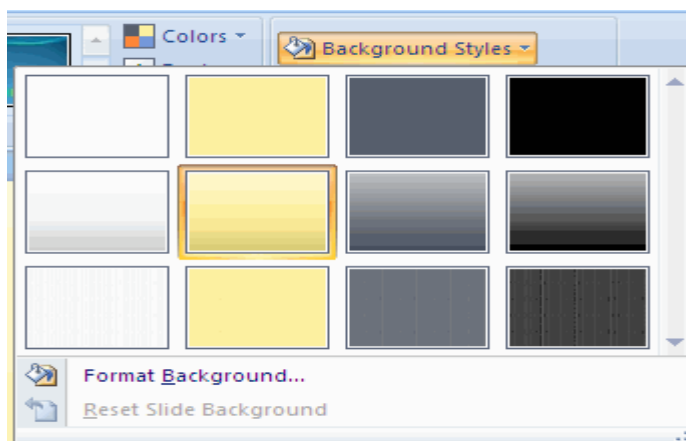 Colors
Background Styles
Format Background...
Reset Slide Background